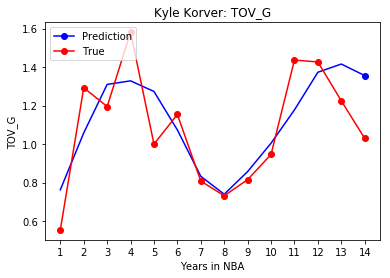 Kyle Korver: TOV_G
Prediction
True
1.6
1.4
1.2
1.0
0.8
0.6
TOV_G
1 2 3 4 5 6 7 8 9 10 11 12 13 14
Years in NBA